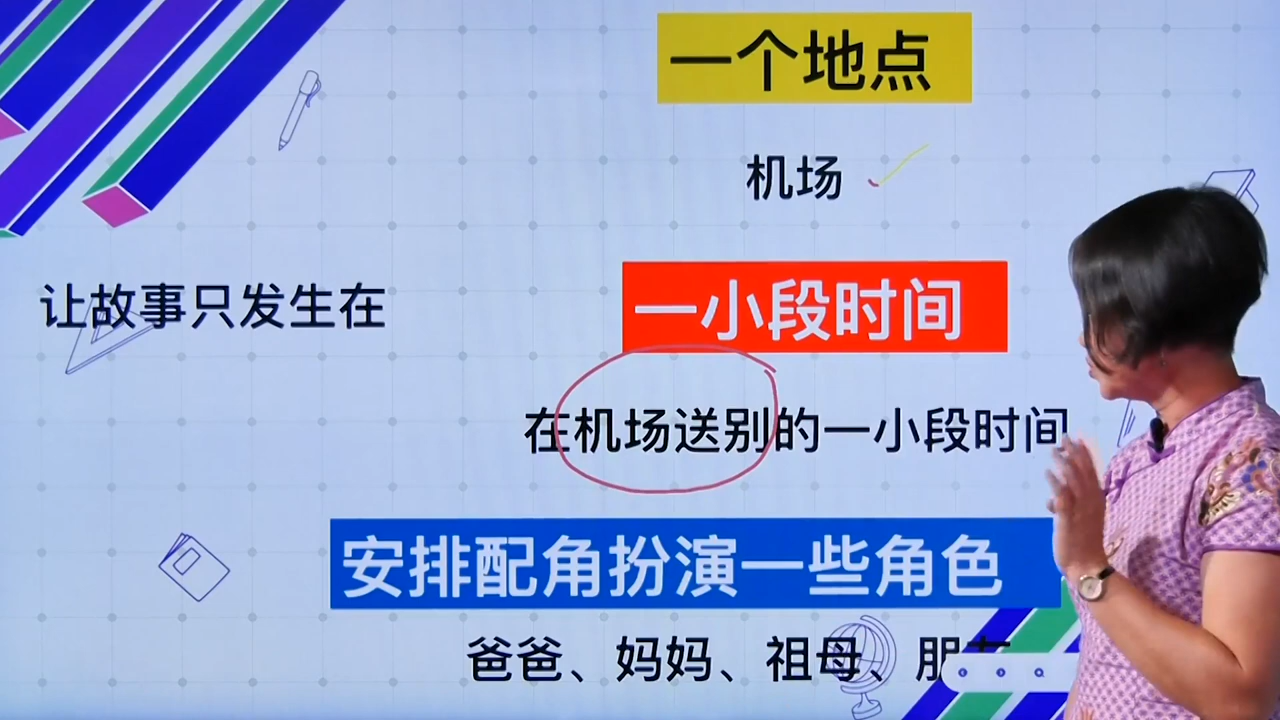 一个地点
机场
让故事只发生在
一小段时间
在机场送别的一小段时间
安排配角扮演一些角色
爸爸、妈妈、祖母、朋友